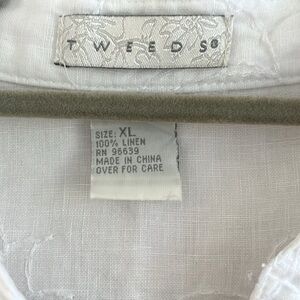 TWEEDS®
SIZE: XL
100% LINEN
RN 96639
MADE IN CHINA
OVER FOR CARE